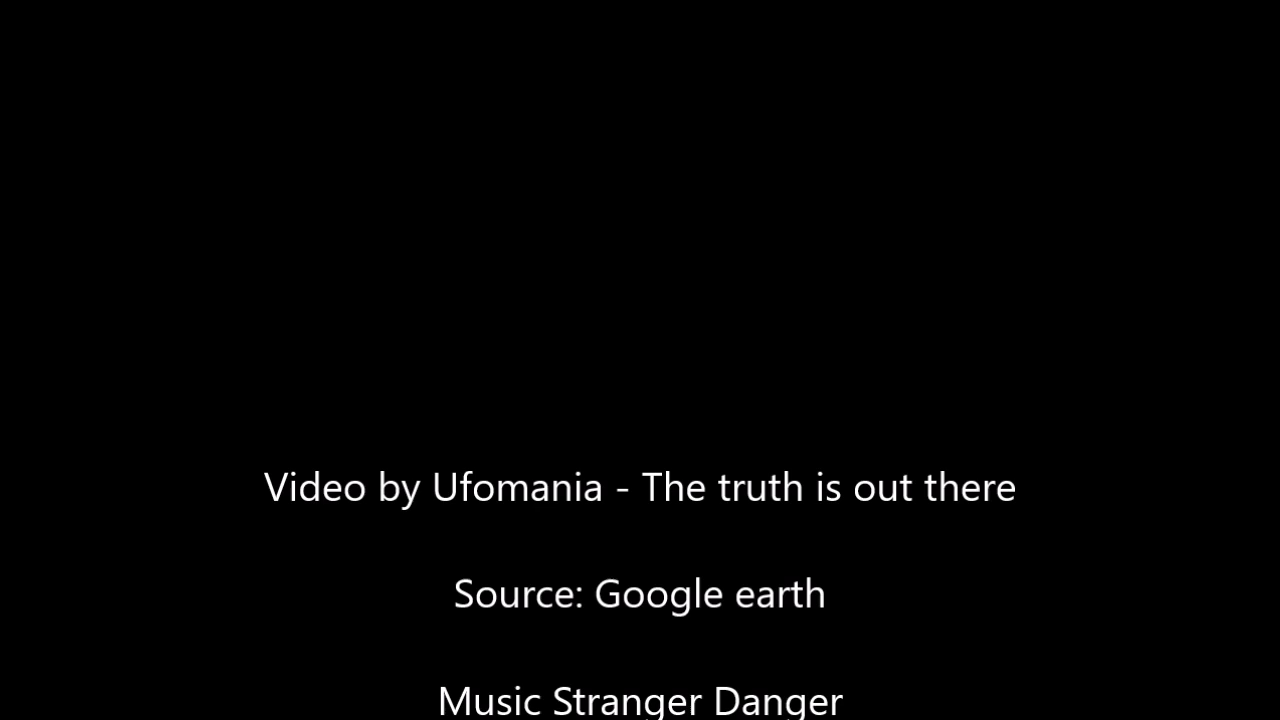 Video by Ufomania - The truth is out there
Source: Google earth
Music Stranger Danger